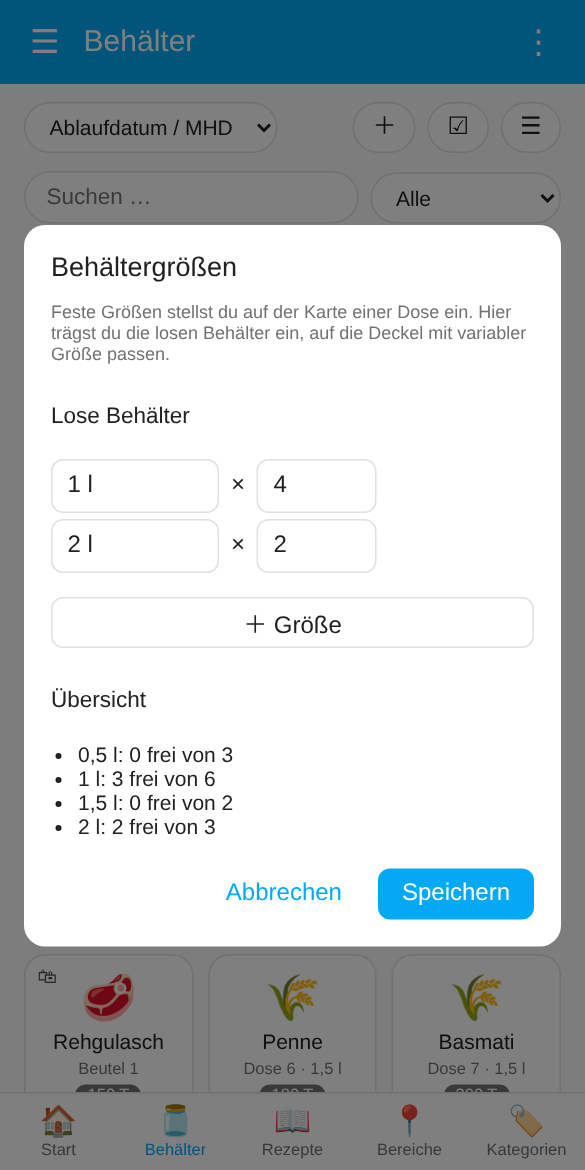 Behälter
Ablaufdatum / MHD
Suchen …
Alle
Behältergrößen
Feste Größen stellst du auf der Karte einer Dose ein. Hier
trägst du die losen Behälter ein, auf die Deckel mit variabler
Größe passen.
Lose Behälter
1 l × 4
2 l × 2
+ Größe
Übersicht
• 0,5 l: 0 frei von 3
• 1 l: 3 frei von 6
• 1,5 l: 0 frei von 2
• 2 l: 2 frei von 3
Abbrechen Speichern
Rehgulasch Penne Basmati
Beutel 1 Dose 6 · 1,5 l Dose 7 · 1,5 l
Start Behälter Rezepte Bereiche Kategorien